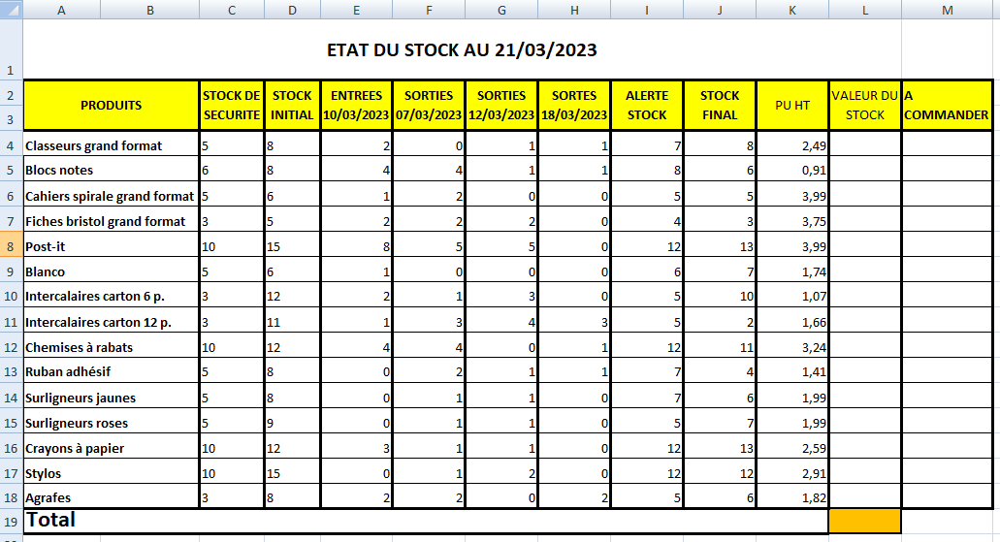 A B C D E F G H I J K L M
1 ETAT DU STOCK AU 21/03/2023
2 PRODUITS STOCK DE STOCK ENTREES SORTIES SORTIES SORTES ALERTE STOCK PU HT VALEUR DU A
3 SECURITE INITIAL 10/03/2023 07/03/2023 12/03/2023 18/03/2023 STOCK FINAL STOCK COMMANDER
4 Classeurs grand format 5 8 2 0 1 1 7 8 2,49
5 Blocs notes 6 8 4 4 1 1 8 6 0,91
6 Cahiers spirale grand format 5 6 1 2 0 0 5 5 3,99
7 Fiches bristol grand format 3 5 2 2 2 0 4 3 3,75
8 Post-it 10 15 8 5 5 0 12 13 3,99
9 Blanco 5 6 1 0 0 0 6 7 1,74
10 Intercalaires carton 6 p. 3 12 2 1 3 0 5 10 1,07
11 Intercalaires carton 12 p. 3 11 1 3 4 3 5 2 1,66
12 Chemises à rabats 10 12 4 4 0 1 12 11 3,24
13 Ruban adhésif 5 8 0 2 1 1 7 4 1,41
14 Surligneurs jaunes 5 8 0 1 1 0 7 6 1,99
15 Surligneurs roses 5 9 0 1 1 0 5 7 1,99
16 Crayons à papier 10 12 3 1 1 0 12 13 2,59
17 Stylos 10 15 0 1 2 0 12 12 2,91
18 Agrafes 3 8 2 2 0 2 5 6 1,82
19 Total